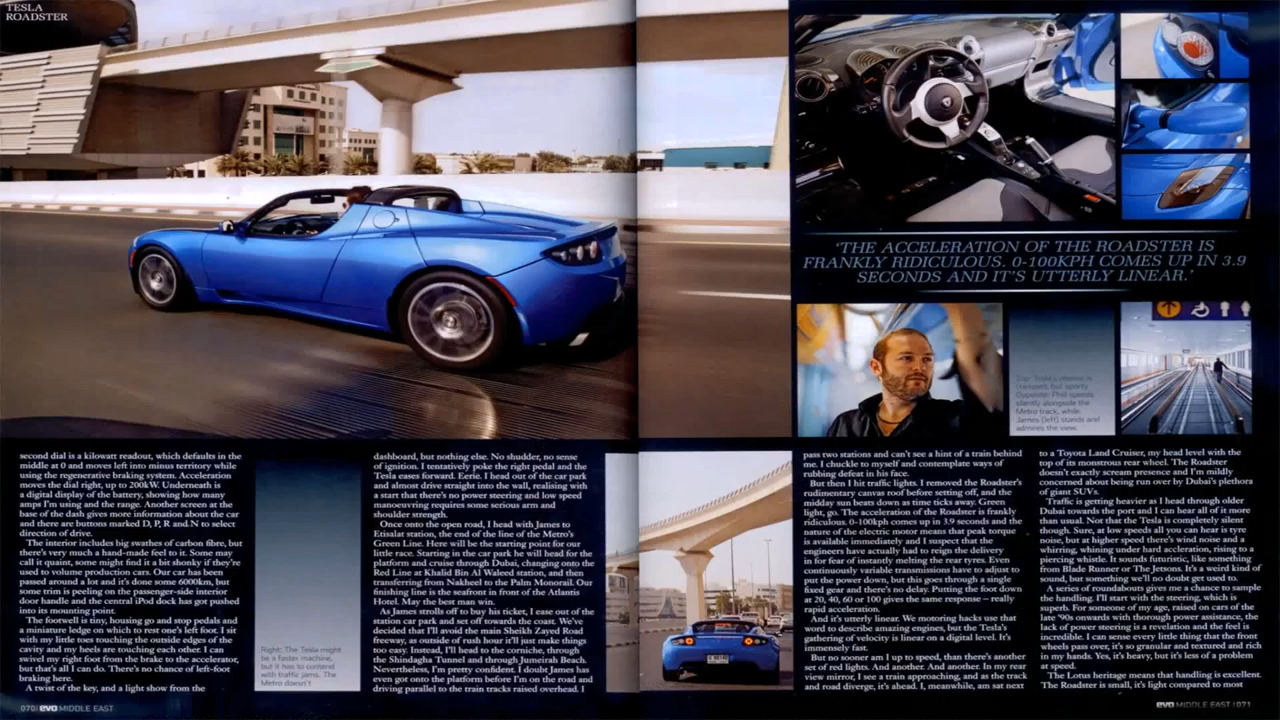 TESLA
ROADSTER
'THE ACCELERATION OF THE ROADSTER IS
FRANKLY RIDICULOUS. 0-100KPH COMES UP IN 3.9
SECONDS AND IT'S UTTERLY LINEAR.'
Top: Tesla's interior is
cramped, but sporty.
Opposite: Phil speeds
silently alongside the
Metro track, while
James (left) stands and
admires the view.
second dial is a kilowatt readout, which defaults in the
middle at 0 and moves left into minus territory while
using the regenerative braking system. Acceleration
moves the dial right, up to 200kW. Underneath is
a digital display of the battery, showing how many
amps I'm using and the range. Another screen at the
base of the dash gives more information about the car
and there are buttons marked D, P, R and N to select
direction of drive.
The interior includes big swathes of carbon fibre, but
there's very much a hand-made feel to it. Some may
call it quaint, some might find it a bit shonky if they're
used to volume production cars. Our car has been
passed around a lot and it's done some 6000km, but
some trim is peeling on the passenger-side interior
door handle and the central iPod dock has got pushed
into its mounting point.
The footwell is tiny, housing go and stop pedals and
a miniature ledge on which to rest one's left foot. I sit
with my little toes touching the outside edges of the
cavity and my heels are touching each other. I can
swivel my right foot from the brake to the accelerator,
but that's all I can do. There's no chance of left-foot
braking here.
A twist of the key, and a light show from the
Right: The Tesla might
be a faster machine,
but it has to contend
with traffic jams. The
Metro doesn't
dashboard, but nothing else. No shudder, no sense
of ignition. I tentatively poke the right pedal and the
Tesla eases forward. Eerie. I head out of the car park
and almost drive straight into the wall, realising with
a start that there's no power steering and low speed
manoeuvring requires some serious arm and
shoulder strength.
Once onto the open road, I head with James to
Etisalat station, the end of the line of the Metro's
Green Line. Here will be the starting point for our
little race. Starting in the car park he will head for the
platform and cruise through Dubai, changing onto the
Red Line at Khalid Bin Al Waleed station, and then
transferring from Nakheel to the Palm Monorail. Our
finishing line is the seafront in front of the Atlantis
Hotel. May the best man win.
As James strolls off to buy his ticket, I ease out of the
station car park and set off towards the coast. We've
decided that I'll avoid the main Sheikh Zayed Road
freeway, as outside of rush hour it'll just make things
too easy. Instead, I'll head to the corniche, through
the Shindagha Tunnel and through Jumeirah Beach.
Nevertheless, I'm pretty confident. I doubt James has
even got onto the platform before I'm on the road and
driving parallel to the train tracks raised overhead. I
pass two stations and can't see a hint of a train behind
me. I chuckle to myself and contemplate ways of
rubbing defeat in his face.
But then I hit traffic lights. I removed the Roadster's
rudimentary canvas roof before setting off, and the
midday sun beats down as time ticks away. Green
light, go. The acceleration of the Roadster is frankly
ridiculous. 0-100kph comes up in 3.9 seconds and the
nature of the electric motor means that peak torque
is available immediately and I suspect that the
engineers have actually had to reign the delivery
in for fear of instantly melting the rear tyres. Even
continuously variable transmissions have to adjust to
put the power down, but this goes through a single
fixed gear and there's no delay. Putting the foot down
at 20, 40, 60 or 100 gives the same response – really
rapid acceleration.
And it's utterly linear. We motoring hacks use that
word to describe amazing engines, but the Tesla's
gathering of velocity is linear on a digital level. It's
immensely fast.
But no sooner am I up to speed, than there's another
set of red lights. And another. And another. In my rear
view mirror, I see a train approaching, and as the track
and road diverge, it's ahead. I, meanwhile, am sat next
to a Toyota Land Cruiser, my head level with the
top of its monstrous rear wheel. The Roadster
doesn't exactly scream presence and I'm mildly
concerned about being run over by Dubai's plethora
of giant SUVs.
Traffic is getting heavier as I head through older
Dubai towards the port and I can hear all of it more
than usual. Not that the Tesla is completely silent
though. Sure, at low speeds all you can hear is tyre
noise, but at higher speed there's wind noise and a
whirring, whining under hard acceleration, rising to a
piercing whistle. It sounds futuristic, like something
from Blade Runner or The Jetsons. It's a weird kind of
sound, but something we'll no doubt get used to.
A series of roundabouts give me a chance to sample
the handling. I'll start with the steering, which is
superb. For someone of my age, raised on cars of the
late '90s onwards with thorough power assistance, the
lack of power steering is a revelation and the feel is
incredible. I can sense every little thing that the front
wheels pass over, it's so granular and textured and rich
in my hands. Yes, it's heavy, but it's less of a problem
at speed.
The Lotus heritage means that handling is excellent.
The Roadster is small, it's light compared to most
070 | evo MIDDLE EAST
evo MIDDLE EAST | 071